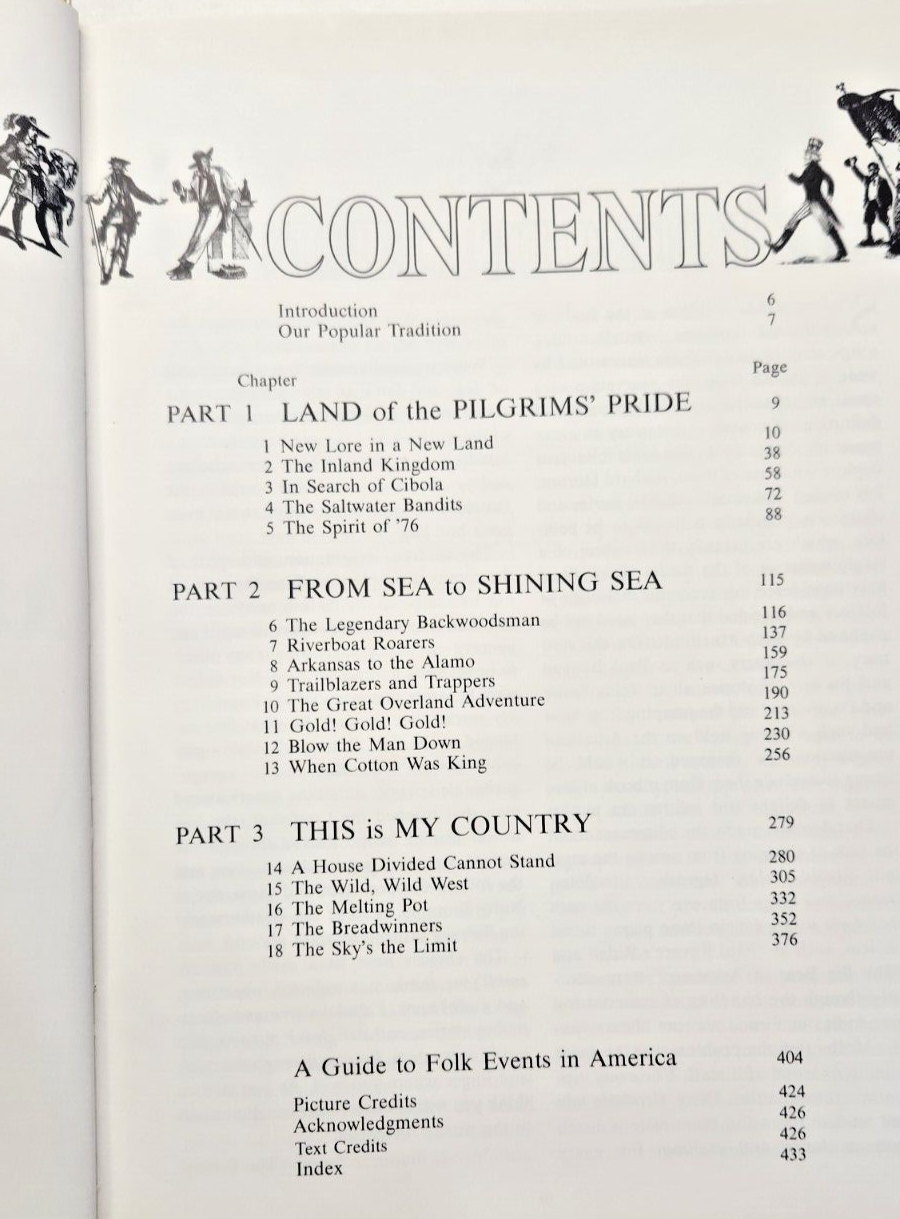 CONTENTS
Introduction 6
Our Popular Tradition 7
Chapter Page
PART 1 LAND of the PILGRIMS' PRIDE 9
1 New Lore in a New Land 10
2 The Inland Kingdom 38
3 In Search of Cibola 58
4 The Saltwater Bandits 72
5 The Spirit of '76 88
PART 2 FROM SEA to SHINING SEA 115
6 The Legendary Backwoodsman 116
7 Riverboat Roarers 137
8 Arkansas to the Alamo 159
9 Trailblazers and Trappers 175
10 The Great Overland Adventure 190
11 Gold! Gold! Gold! 213
12 Blow the Man Down 230
13 When Cotton Was King 256
PART 3 THIS is MY COUNTRY 279
14 A House Divided Cannot Stand 280
15 The Wild, Wild West 305
16 The Melting Pot 332
17 The Breadwinners 352
18 The Sky's the Limit 376
A Guide to Folk Events in America 404
Picture Credits 424
Acknowledgments 426
Text Credits 426
Index 433